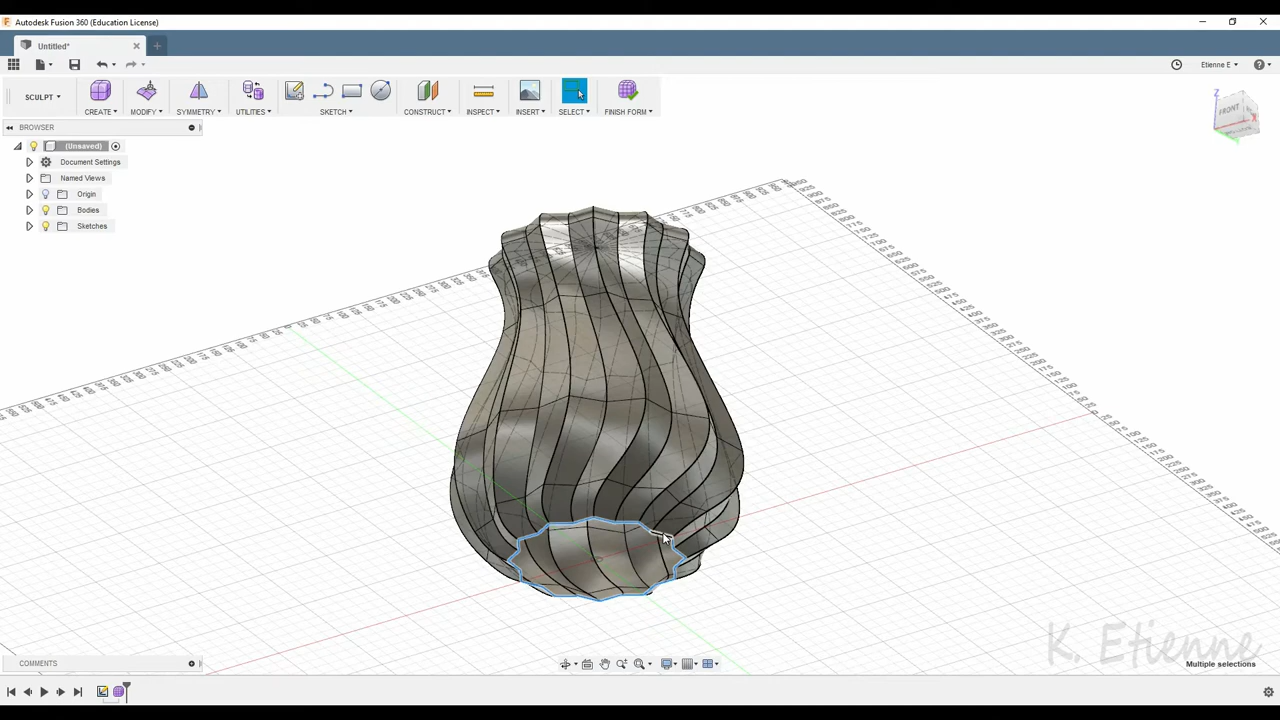 Autodesk Fusion 360 (Education License)
Untitled*
Etienne E
SCULPT
CREATE
MODIFY
SYMMETRY
UTILITIES
SKETCH
CONSTRUCT
INSPECT
INSERT
SELECT
FINISH FORM
BROWSER
(Unsaved)
Document Settings
Named Views
Origin
Bodies
Sketches
Z
FRONT
X
K. Etienne
Multiple selections
COMMENTS